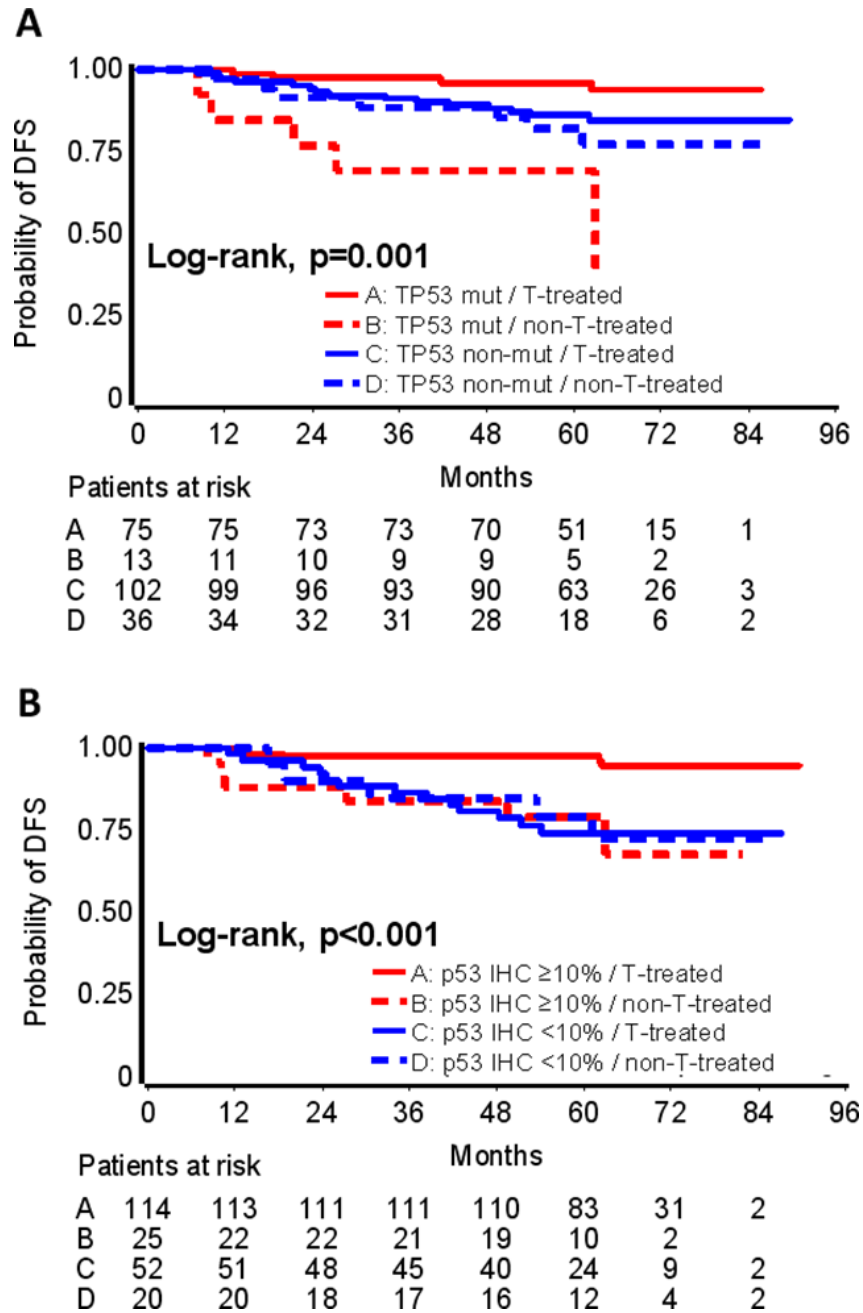 A
1.00
0.75
0.50
0.25
0
Probability of DFS
Log-rank, p=0.001
A: TP53 mut / T-treated
B: TP53 mut / non-T-treated
C: TP53 non-mut / T-treated
D: TP53 non-mut / non-T-treated
0 12 24 36 48 60 72 84 96
Months
Patients at risk
A 75 75 73 73 70 51 15 1
B 13 11 10 9 9 5 2
C 102 99 96 93 90 63 26 3
D 36 34 32 31 28 18 6 2
B
1.00
0.75
0.50
0.25
0
Probability of DFS
Log-rank, p<0.001
A: p53 IHC ≥10% / T-treated
B: p53 IHC ≥10% / non-T-treated
C: p53 IHC <10% / T-treated
D: p53 IHC <10% / non-T-treated
0 12 24 36 48 60 72 84 96
Months
Patients at risk
A 114 113 111 111 110 83 31 2
B 25 22 22 21 19 10 2
C 52 51 48 45 40 24 9 2
D 20 20 18 17 16 12 4 2